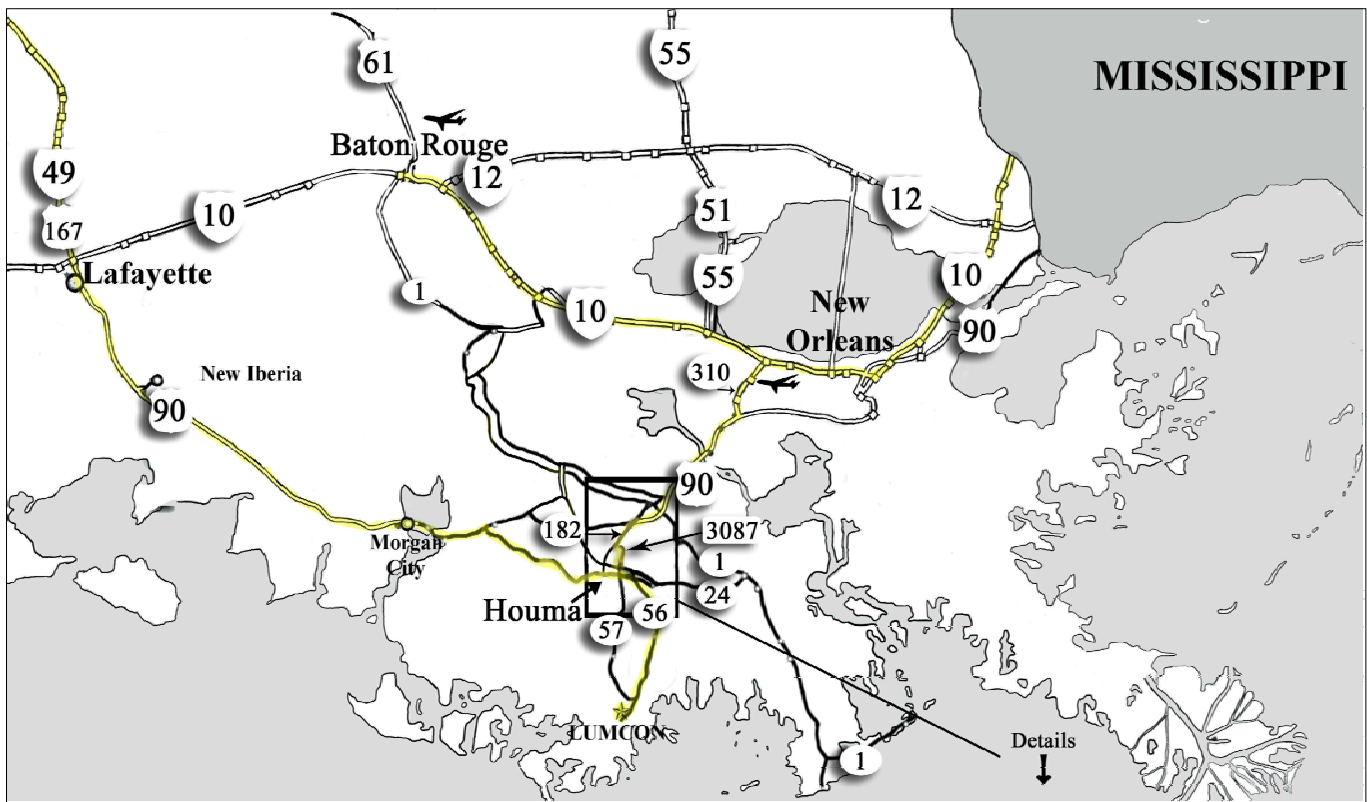 61
55
MISSISSIPPI
Baton Rouge
49
12
10
51
12
167
Lafayette
55
10
1
10
New
Orleans
90
310
New Iberia
90
90
182
3087
Morgan
City
1
24
Houma
56
57
LUMCON
Details
1